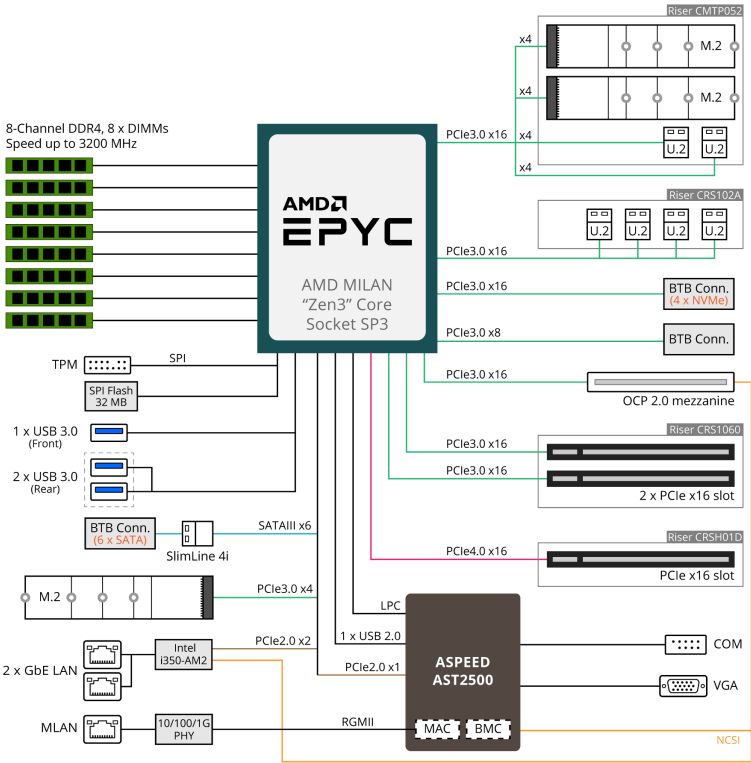 Riser CMTP052
x4
M.2
x4
M.2
8-Channel DDR4, 8 x DIMMs
Speed up to 3200 MHz
PCIe3.0 x16
x4
U.2
U.2
x4
Riser CRS102A
AMD
EPYC
U.2
U.2
U.2
U.2
PCIe3.0 x16
AMD MILAN
“Zen3” Core
Socket SP3
PCIe3.0 x16
BTB Conn.
(4 x NVMe)
PCIe3.0 x8
BTB Conn.
TPM
SPI
PCIe3.0 x16
SPI Flash
32 MB
OCP 2.0 mezzanine
1 x USB 3.0
(Front)
Riser CRS1060
PCIe3.0 x16
2 x USB 3.0
(Rear)
PCIe3.0 x16
2 x PCIe x16 slot
BTB Conn.
(6 x SATA)
SATAIII x6
SlimLine 4i
Riser CRSH01D
PCIe4.0 x16
PCIe x16 slot
M.2
PCIe3.0 x4
LPC
1 x USB 2.0
2 x GbE LAN
Intel
i350-AM2
PCIe2.0 x2
PCIe2.0 x1
ASPEED
AST2500
COM
VGA
MLAN
10/100/1G
PHY
RGMII
MAC
BMC
NCSI